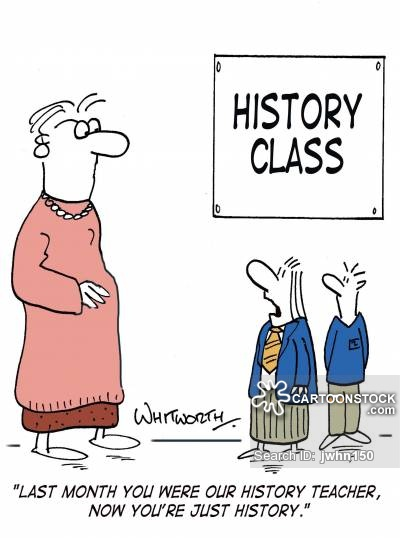 HISTORY
CLASS
WHITWORTH
CARTOONSTOCK
.com
Search ID: jwhn150
"LAST MONTH YOU WERE OUR HISTORY TEACHER,
NOW YOU'RE JUST HISTORY."